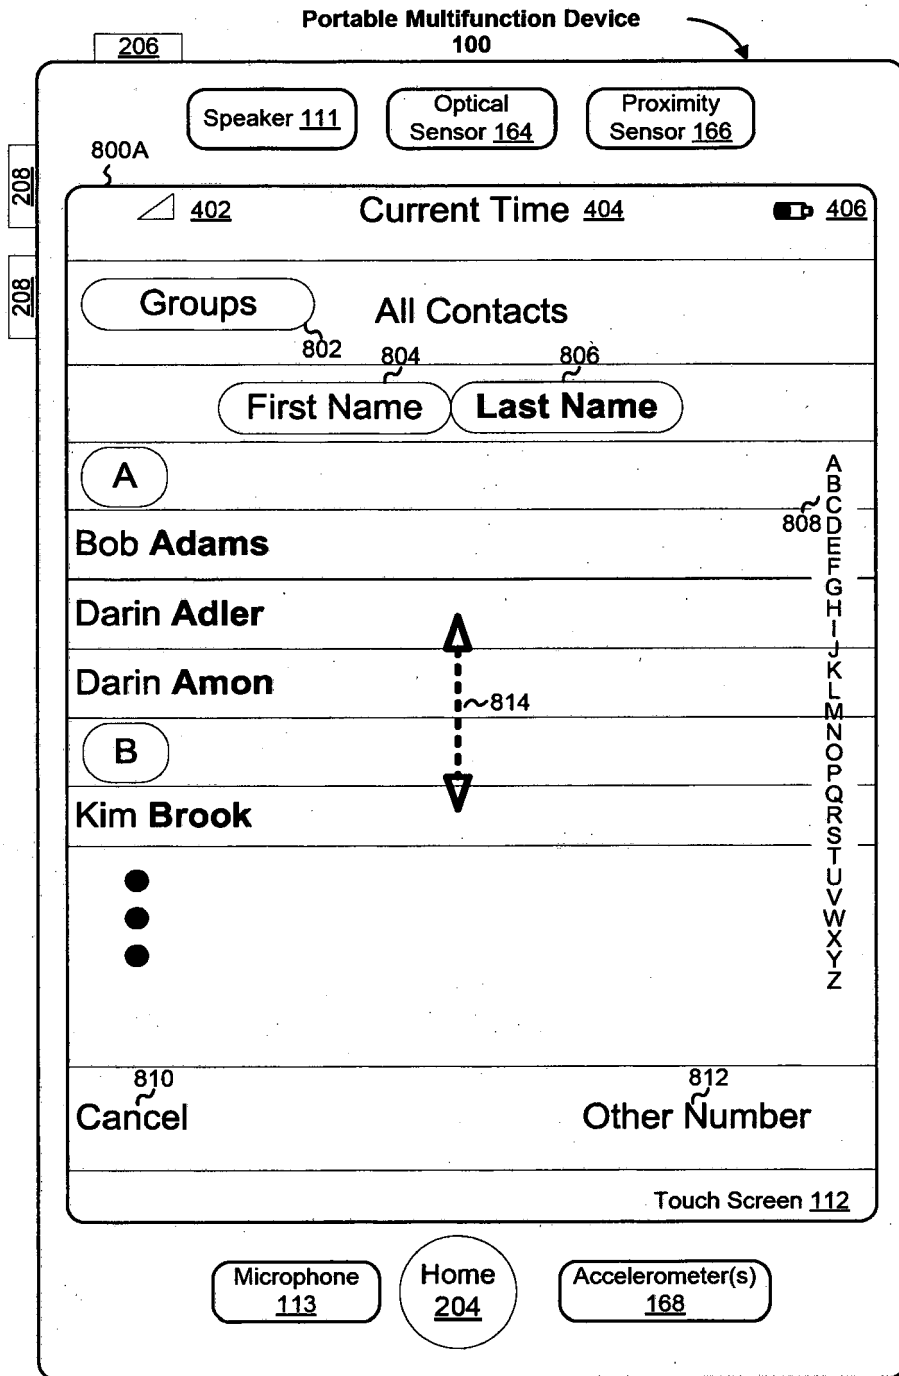 Portable Multifunction Device
100
206
Speaker 111
Optical
Sensor 164
Proximity
Sensor 166
208
208
800A
402
Current Time 404
406
Groups
All Contacts
802
804
806
First Name
Last Name
A
Bob Adams
Darin Adler
Darin Amon
814
B
Kim Brook
808
A
B
C
D
E
F
G
H
I
J
K
L
M
N
O
P
Q
R
S
T
U
V
W
X
Y
Z
810
Cancel
812
Other Number
Touch Screen 112
Microphone
113
Home
204
Accelerometer(s)
168